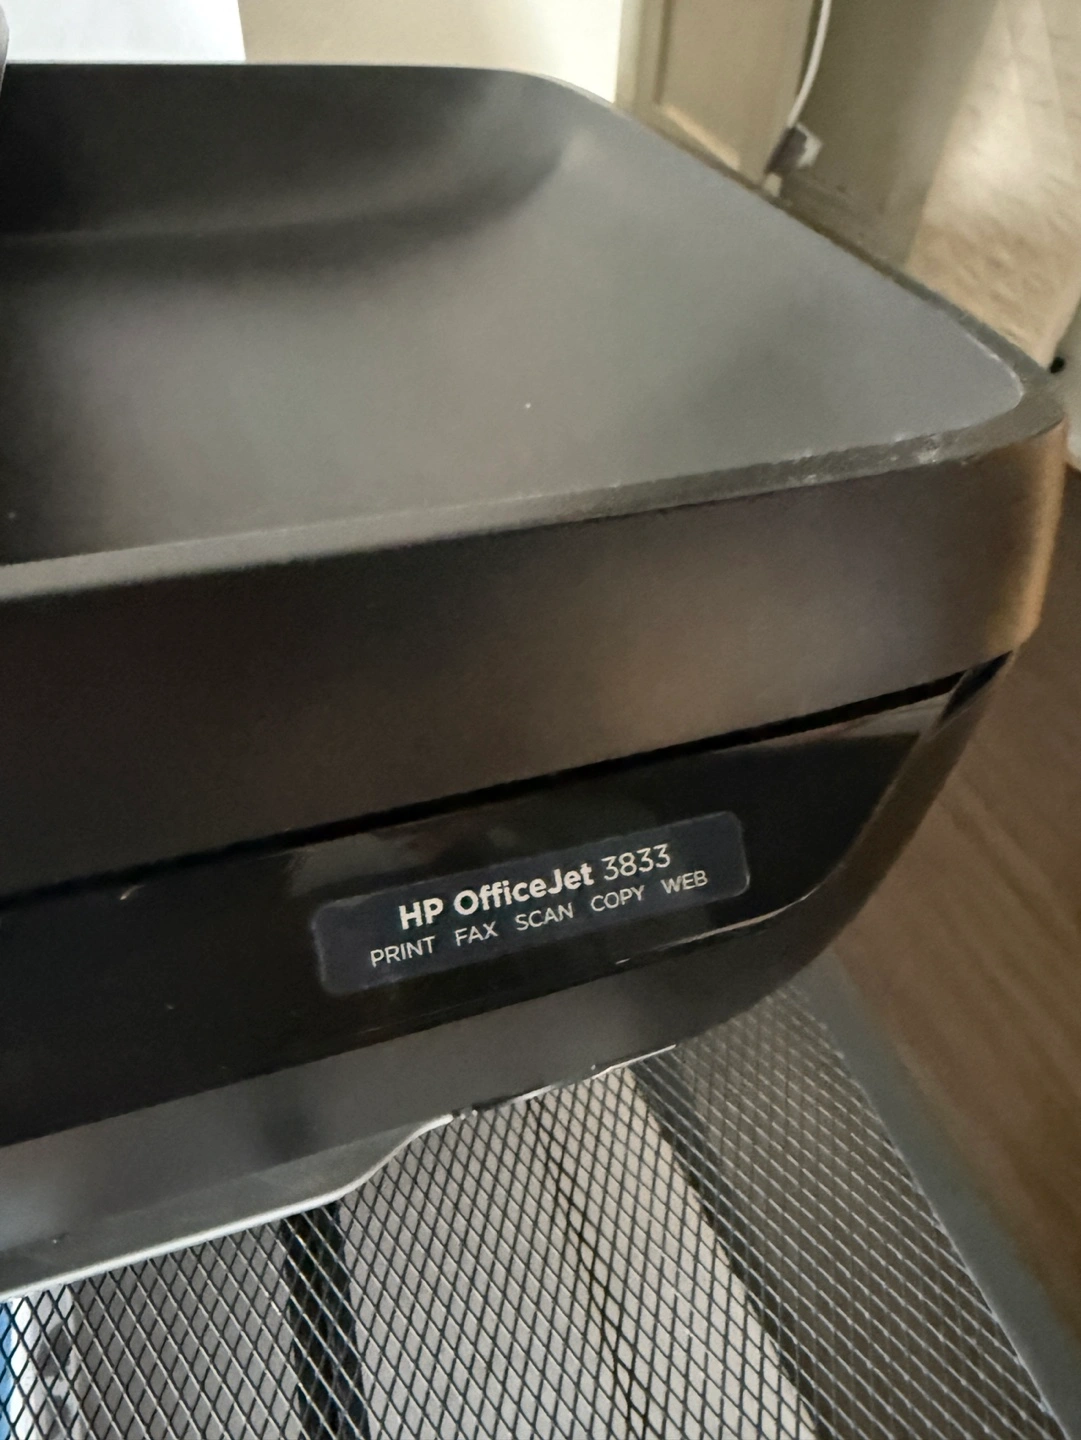 HP OfficeJet 3833
PRINT FAX SCAN COPY WEB